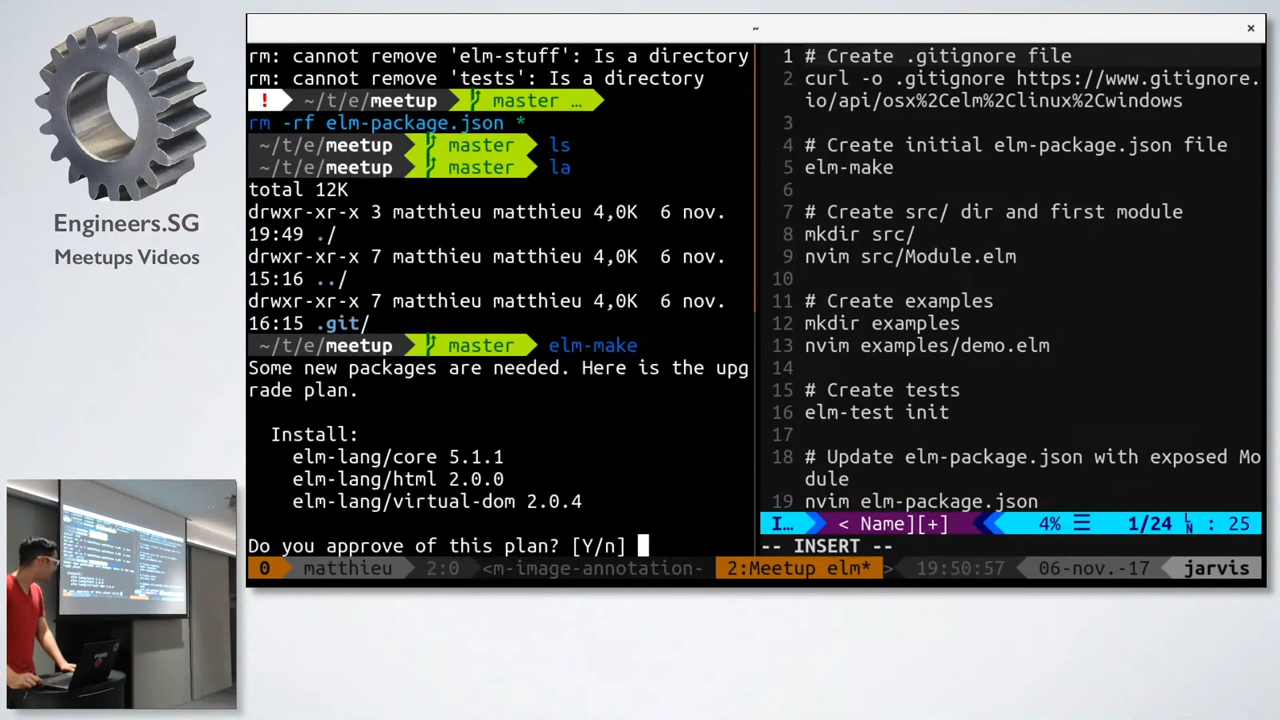 Engineers.SG
Meetups Videos
~ ×
rm: cannot remove 'elm-stuff': Is a directory
rm: cannot remove 'tests': Is a directory
! ~/t/e/meetup master …
rm -rf elm-package.json *
~/t/e/meetup master ls
~/t/e/meetup master la
total 12K
drwxr-xr-x 3 matthieu matthieu 4,0K 6 nov.
19:49 ./
drwxr-xr-x 7 matthieu matthieu 4,0K 6 nov.
15:16 ../
drwxr-xr-x 7 matthieu matthieu 4,0K 6 nov.
16:15 .git/
~/t/e/meetup master elm-make
Some new packages are needed. Here is the upg
rade plan.
Install:
elm-lang/core 5.1.1
elm-lang/html 2.0.0
elm-lang/virtual-dom 2.0.4
Do you approve of this plan? [Y/n]
1 # Create .gitignore file
2 curl -o .gitignore https://www.gitignore.
io/api/osx%2Celm%2Clinux%2Cwindows
3
4 # Create initial elm-package.json file
5 elm-make
6
7 # Create src/ dir and first module
8 mkdir src/
9 nvim src/Module.elm
10
11 # Create examples
12 mkdir examples
13 nvim examples/demo.elm
14
15 # Create tests
16 elm-test init
17
18 # Update elm-package.json with exposed Mo
dule
19 nvim elm-package.json
I… < Name][+] 4% ☰ 1/24 LN : 25
-- INSERT --
0 matthieu 2:0 <m-image-annotation- 2:Meetup elm* > 19:50:57 06-nov.-17 jarvis